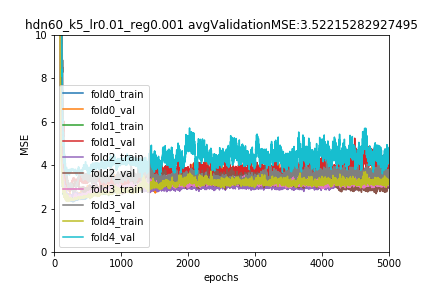 hdn60_k5_lr0.01_reg0.001 avgValidationMSE:3.52215282927495
10
8
6
4
2
0
MSE
fold0_train
fold0_val
fold1_train
fold1_val
fold2_train
fold2_val
fold3_train
fold3_val
fold4_train
fold4_val
0 1000 2000 3000 4000 5000
epochs